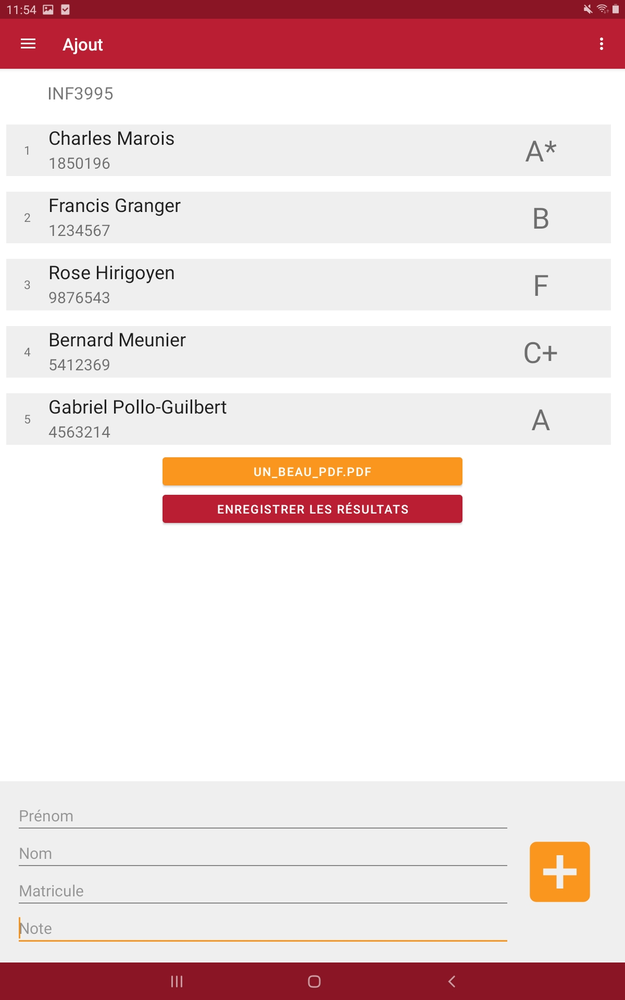 11:54
Ajout
INF3995
1
Charles Marois
1850196
A*
2
Francis Granger
1234567
B
3
Rose Hirigoyen
9876543
F
4
Bernard Meunier
5412369
C+
5
Gabriel Pollo-Guilbert
4563214
A
UN_BEAU_PDF.PDF
ENREGISTRER LES RÉSULTATS
Prénom
Nom
Matricule
Note